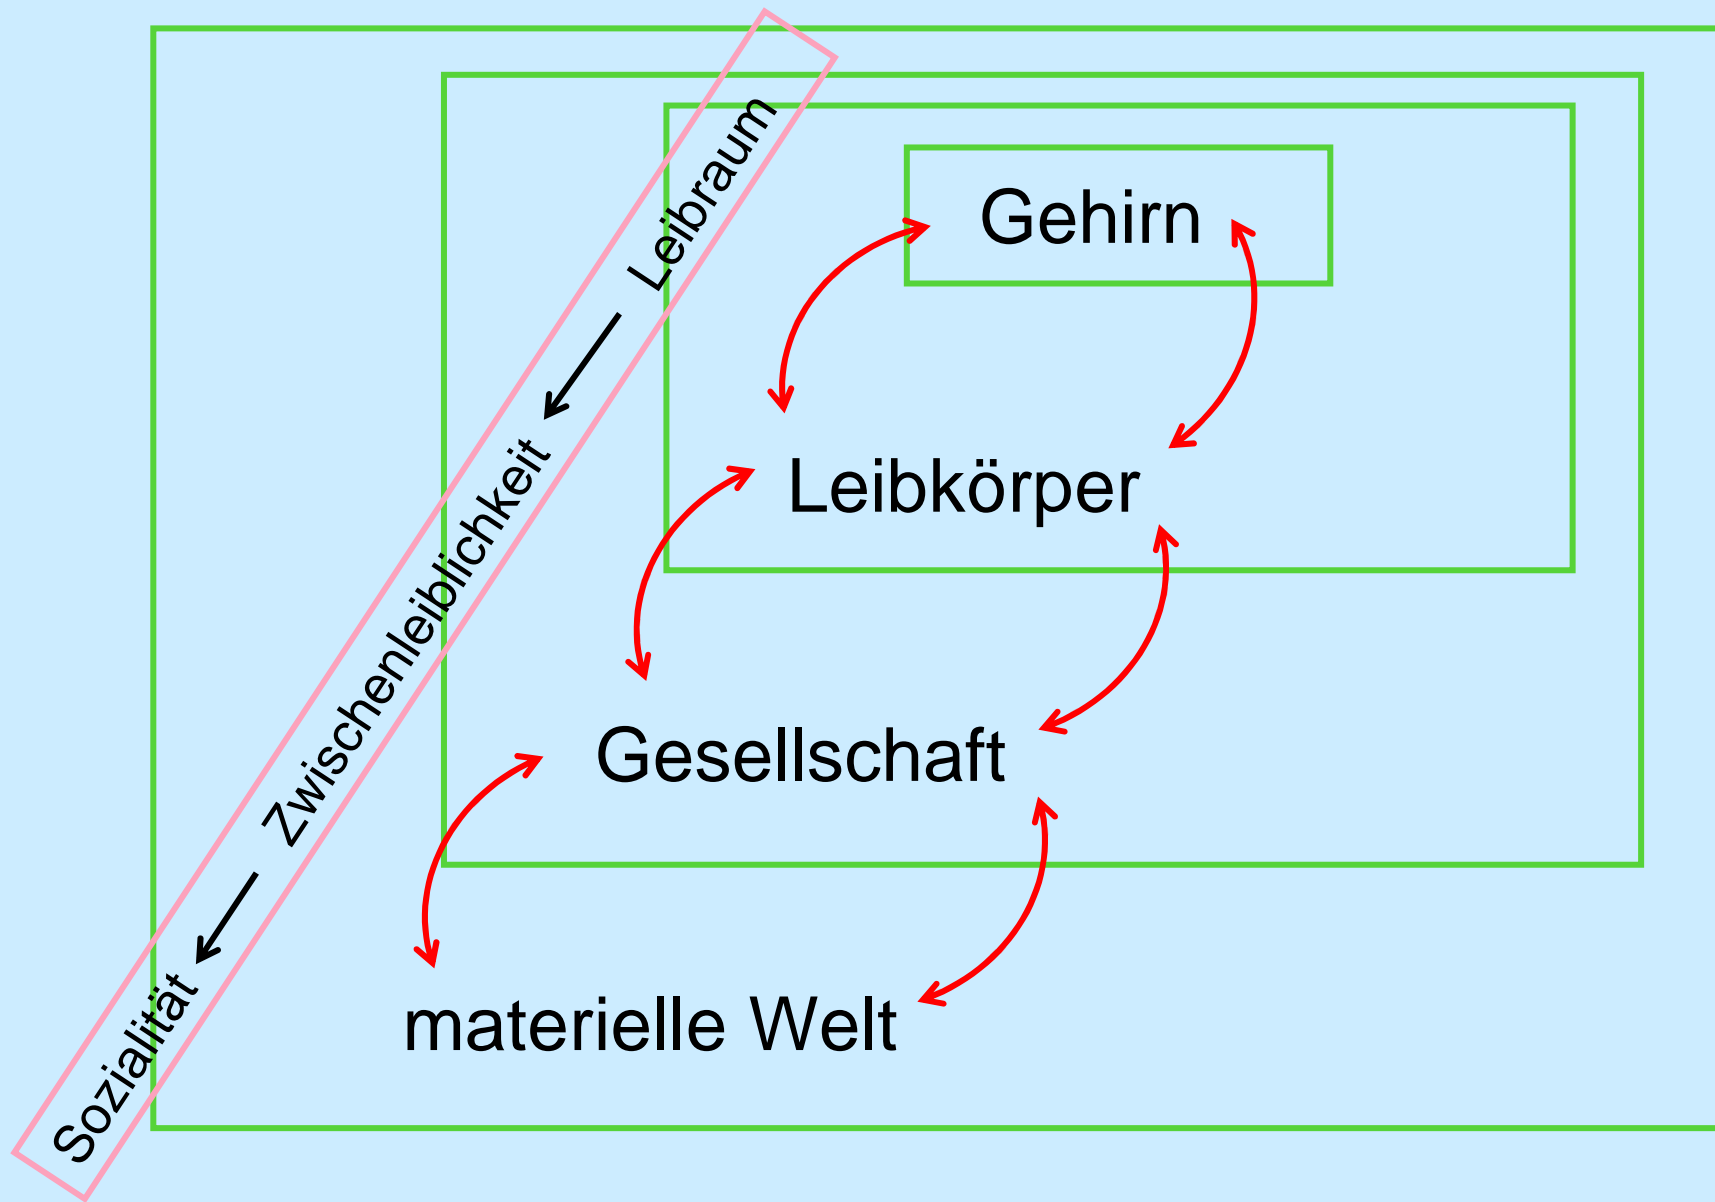 Gehirn
Leibkörper
Gesellschaft
materielle Welt
Leibraum
Zwischenleiblichkeit
Sozialität